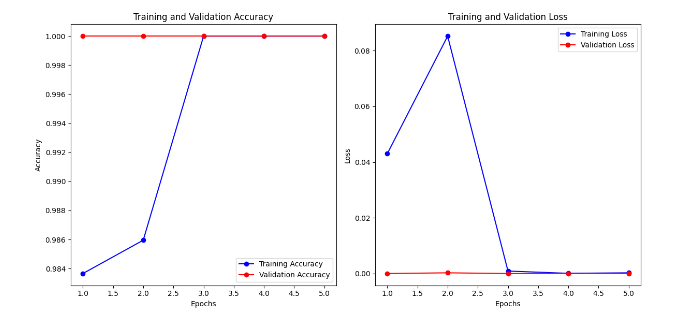 Training and Validation Accuracy
1.000
0.998
0.996
0.994
0.992
0.990
0.988
0.986
0.984
Accuracy
Training Accuracy
Validation Accuracy
1.0 1.5 2.0 2.5 3.0 3.5 4.0 4.5 5.0
Epochs
Training and Validation Loss
Training Loss
Validation Loss
0.08
0.06
0.04
0.02
0.00
Loss
1.0 1.5 2.0 2.5 3.0 3.5 4.0 4.5 5.0
Epochs